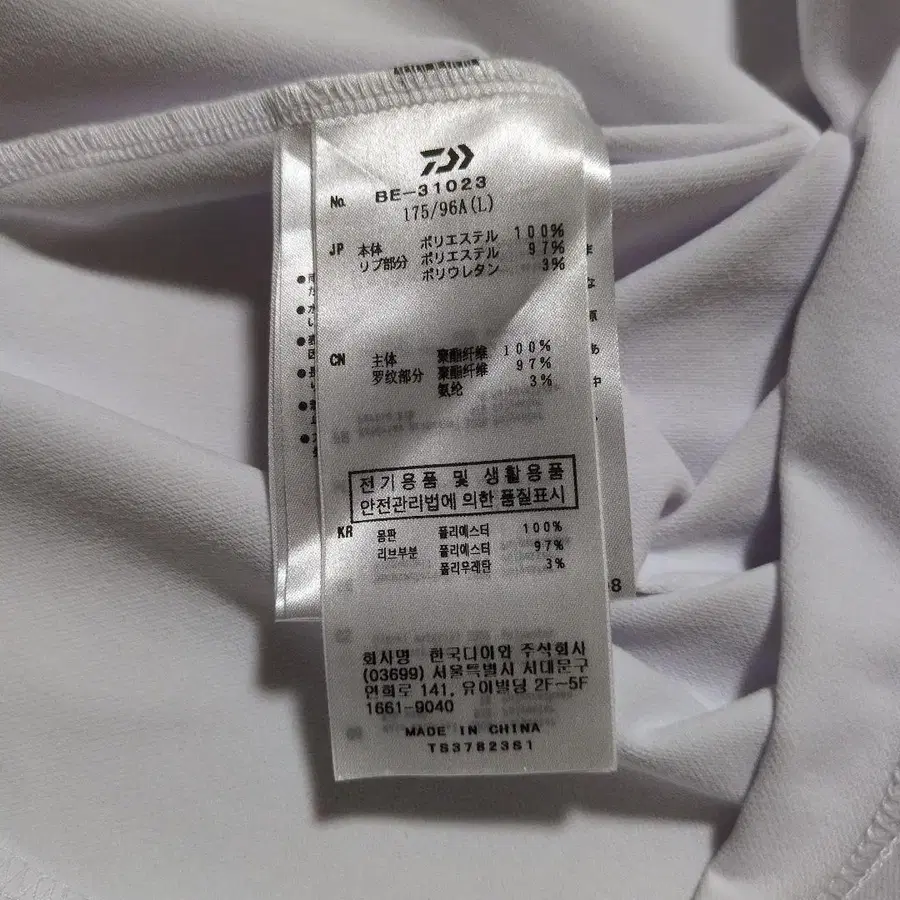 No. BE-31023
175/96A(L)
JP 本体 ポリエステル 100%
リブ部分 ポリエステル 97%
ポリウレタン 3%
CN 主体 聚酯纤维 100%
罗纹部分 聚酯纤维 97%
氨纶 3%
전기용품 및 생활용품
안전관리법에 의한 품질표시
KR 몸판 폴리에스터 100%
리브부분 폴리에스터 97%
폴리우레탄 3%
회사명 한국다이와 주식회사
(03699) 서울특별시 서대문구
연희로 141, 유이빌딩 2F~5F
1661-9040
MADE IN CHINA
TS37823S1